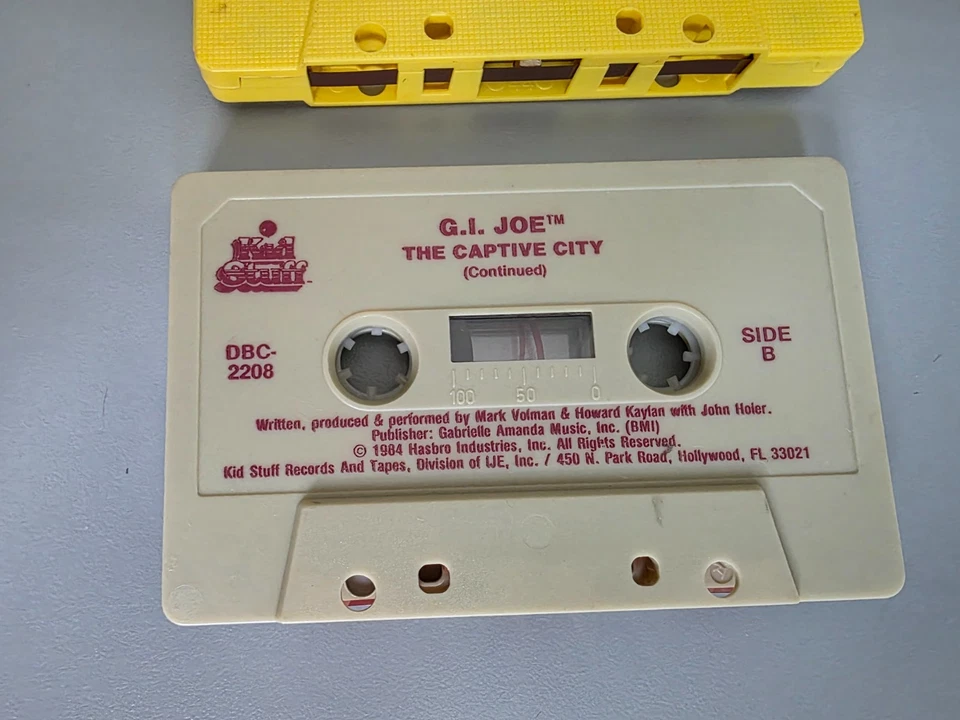 G.I. JOE™
THE CAPTIVE CITY
(Continued)
Kid
Stuff™
DBC-
2208
SIDE
B
100 50 0
Written, produced & performed by Mark Volman & Howard Kaylan with John Hoier.
Publisher: Gabrielle Amanda Music, Inc. (BMI)
© 1984 Hasbro Industries, Inc. All Rights Reserved.
Kid Stuff Records And Tapes, Division of IJE, Inc. / 450 N. Park Road, Hollywood, FL 33021